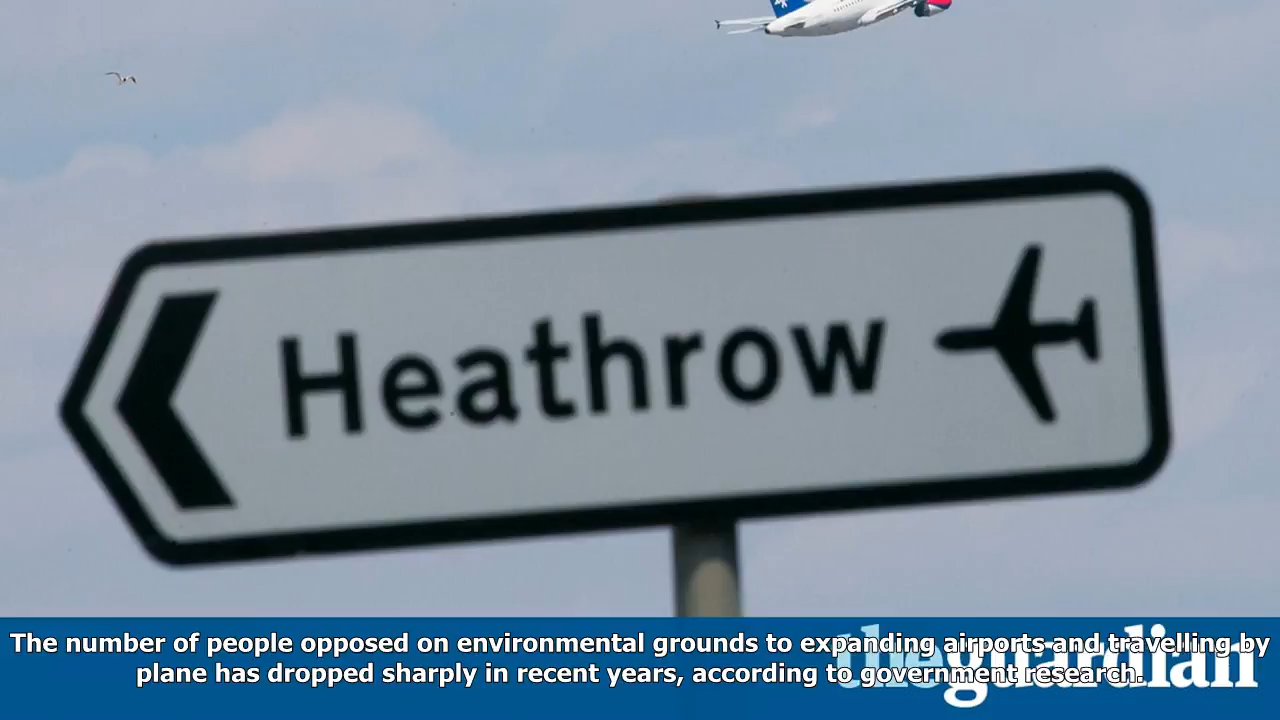 Heathrow
The number of people opposed on environmental grounds to expanding airports and travelling by
plane has dropped sharply in recent years, according to government research.
theguardian